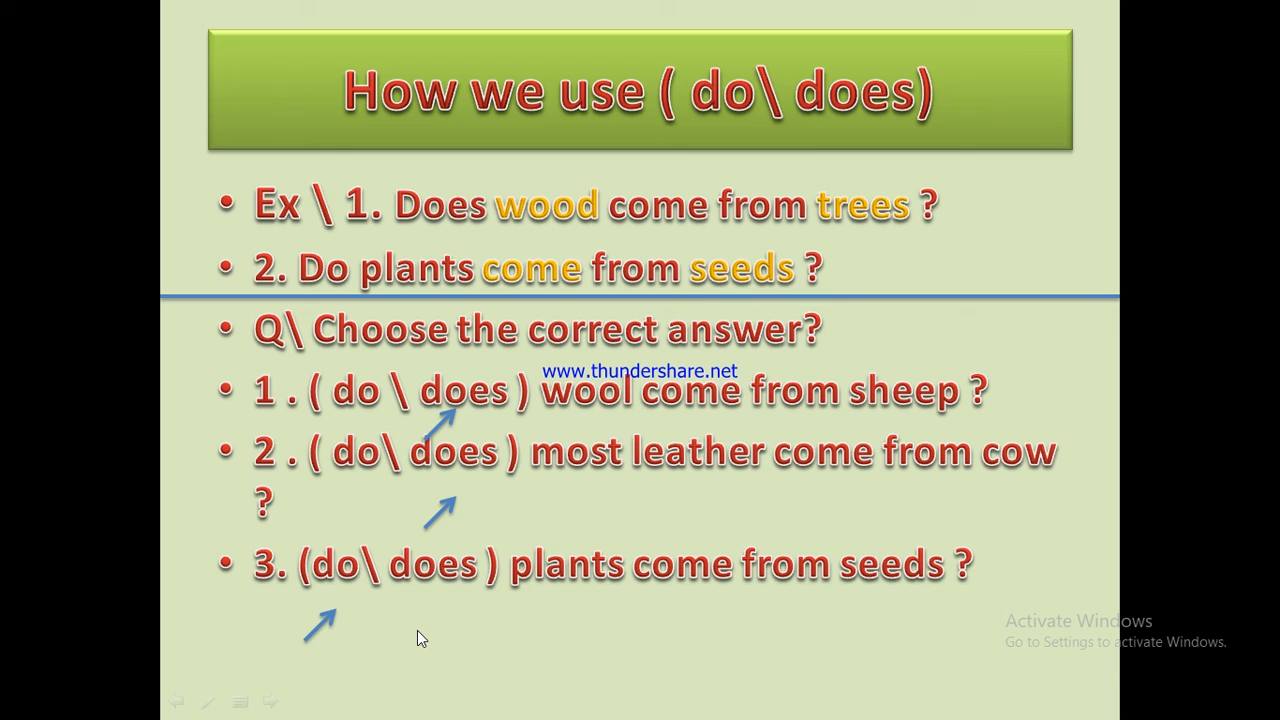 How we use ( do\ does)
• Ex \ 1. Does wood come from trees ?
• 2. Do plants come from seeds ?
• Q\ Choose the correct answer?
www.thundershare.net
• 1 . ( do \ does ) wool come from sheep ?
• 2 . ( do\ does ) most leather come from cow
?
• 3. (do\ does ) plants come from seeds ?
Activate Windows
Go to Settings to activate Windows.